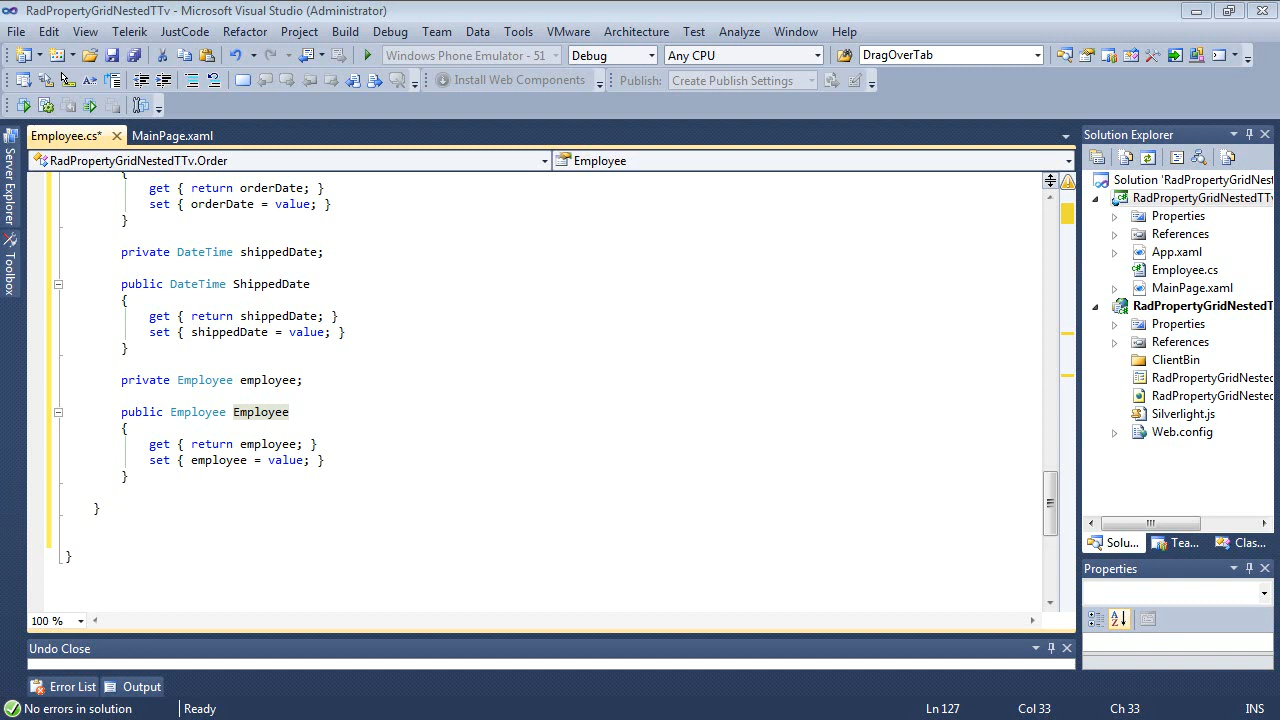 RadPropertyGridNestedTTv - Microsoft Visual Studio (Administrator)
File Edit View Telerik JustCode Refactor Project Build Debug Team Data Tools VMware Architecture Test Analyze Window Help
Windows Phone Emulator - 51 Debug Any CPU DragOverTab
Install Web Components Publish: Create Publish Settings
Employee.cs* MainPage.xaml
RadPropertyGridNestedTTv.Order Employee
{
get { return orderDate; }
set { orderDate = value; }
}
private DateTime shippedDate;
public DateTime ShippedDate
{
get { return shippedDate; }
set { shippedDate = value; }
}
private Employee employee;
public Employee Employee
{
get { return employee; }
set { employee = value; }
}
}
}
100 %
Server Explorer
Toolbox
Solution Explorer
Solution 'RadPropertyGridNest
RadPropertyGridNestedTT
Properties
References
App.xaml
Employee.cs
MainPage.xaml
RadPropertyGridNestedT
Properties
References
ClientBin
RadPropertyGridNested
RadPropertyGridNested
Silverlight.js
Web.config
Solu... Tea... Clas...
Properties
Undo Close
Error List Output
No errors in solution Ready Ln 127 Col 33 Ch 33 INS